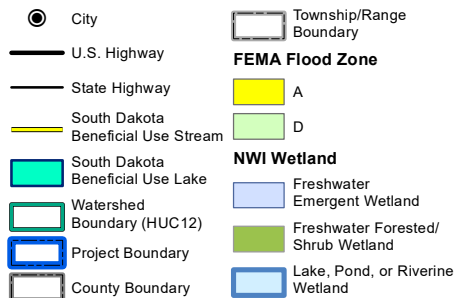 City
U.S. Highway
State Highway
South Dakota
Beneficial Use Stream
South Dakota
Beneficial Use Lake
Watershed
Boundary (HUC12)
Project Boundary
County Boundary
Township/Range
Boundary
FEMA Flood Zone
A
D
NWI Wetland
Freshwater
Emergent Wetland
Freshwater Forested/
Shrub Wetland
Lake, Pond, or Riverine
Wetland